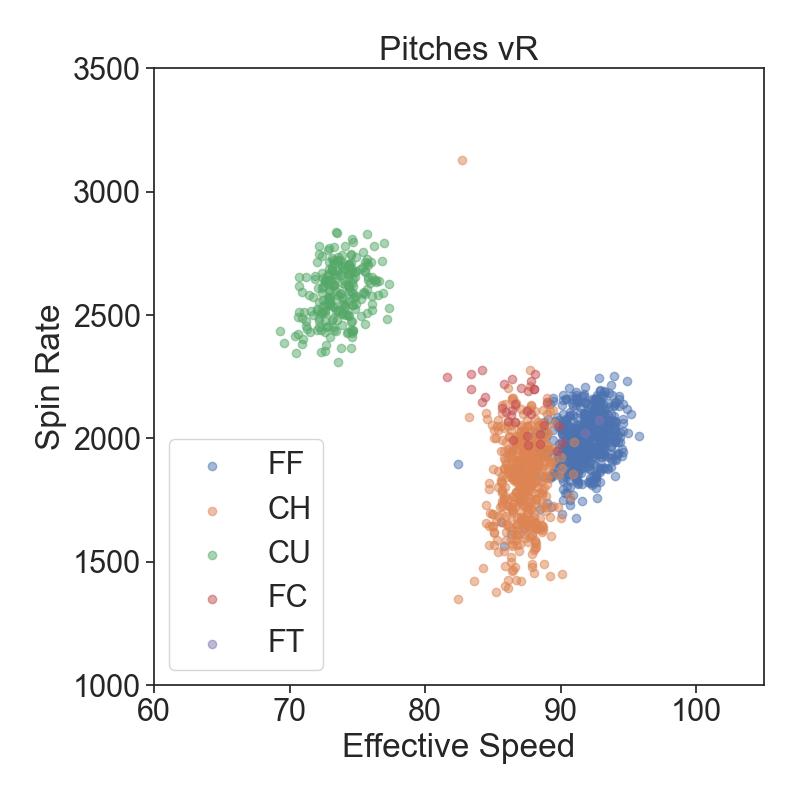 Pitches vR
3500
3000
2500
2000
1500
1000
Spin Rate
FF
CH
CU
FC
FT
60 70 80 90 100
Effective Speed